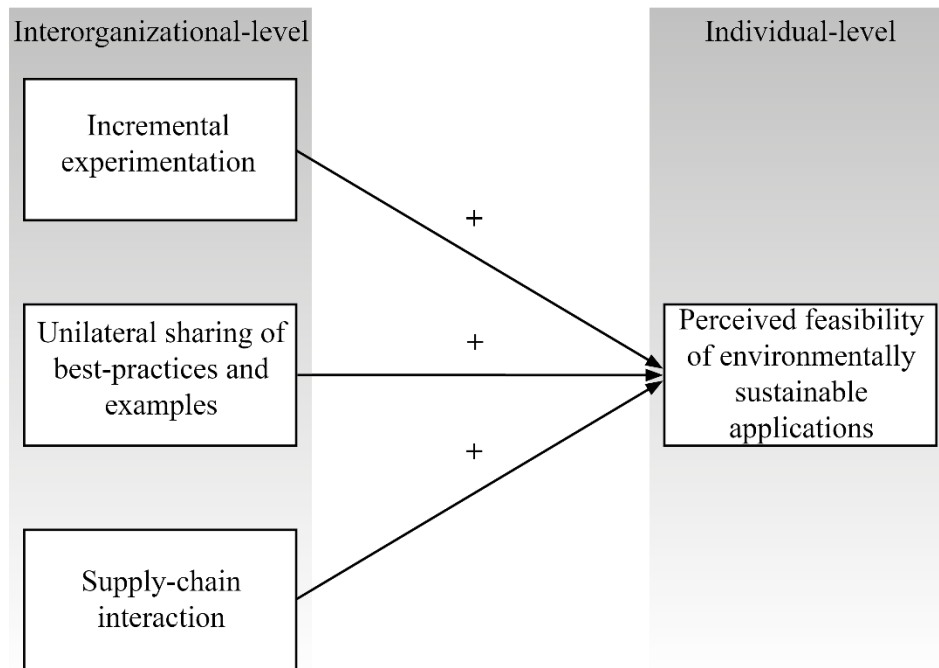 Interorganizational-level
Individual-level
Incremental
experimentation
+
Unilateral sharing of
best-practices and
examples
+
Perceived feasibility
of environmentally
sustainable
applications
+
Supply-chain
interaction